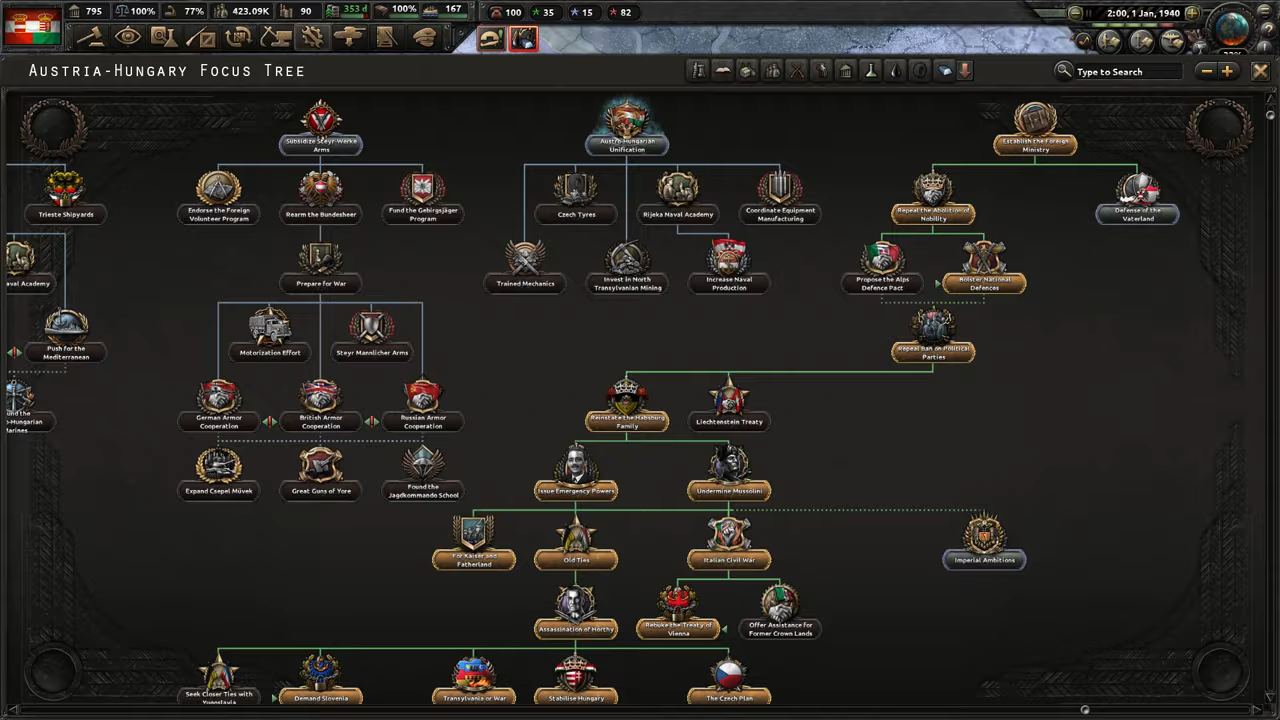 795
100%
77%
423.09K
90
353 d
100%
167
100
35
15
82
2:00, 1 Jan, 1940
Austria-Hungary Focus Tree
Type to Search
Subsidize Steyr-Werke
Arms
Austro-Hungarian
Unification
Establish the Foreign
Ministry
Trieste Shipyards
Endorse the Foreign
Volunteer Program
Rearm the Bundesheer
Fund the Gebirgsjäger
Program
Czech Tyres
Rijeka Naval Academy
Coordinate Equipment
Manufacturing
Repeal the Abolition of
Nobility
Defense of the
Vaterland
aval Academy
Prepare for War
Trained Mechanics
Invest in North
Transylvanian Mining
Increase Naval
Production
Propose the Alps
Defence Pact
Bolster National
Defences
Push for the
Mediterranean
Motorization Effort
Steyr Mannlicher Arms
Repeal Ban on Political
Parties
und the
o-Hungarian
Marines
German Armor
Cooperation
British Armor
Cooperation
Russian Armor
Cooperation
Reinstate the Habsburg
Family
Liechtenstein Treaty
Expand Csepel Müvek
Great Guns of Yore
Found the
Jagdkommando School
Issue Emergency Powers
Undermine Mussolini
For Kaiser and
Fatherland
Old Ties
Italian Civil War
Imperial Ambitions
Assassination of Horthy
Rebuke the Treaty of
Vienna
Offer Assistance for
Former Crown Lands
Seek Closer Ties with
Yugoslavia
Demand Slovenia
Transylvania or War
Stabilise Hungary
The Czech Plan